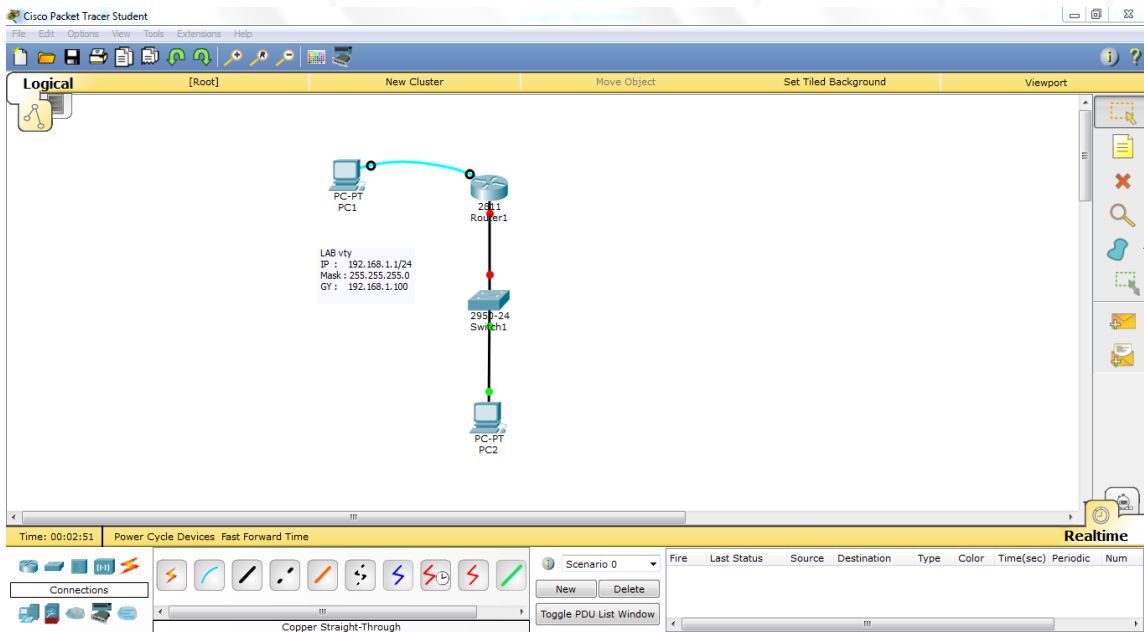 Cisco Packet Tracer Student
File Edit Options View Tools Extensions Help
Logical
[Root]
New Cluster
Move Object
Set Tiled Background
Viewport
PC-PT
PC1
2811
Router1
LAB vty
IP : 192.168.1.1/24
Mask : 255.255.255.0
GY : 192.168.1.100
2950-24
Switch1
PC-PT
PC2
Time: 00:02:51
Power Cycle Devices Fast Forward Time
Realtime
Connections
Copper Straight-Through
Scenario 0
New
Delete
Toggle PDU List Window
Fire Last Status Source Destination Type Color Time(sec) Periodic Num